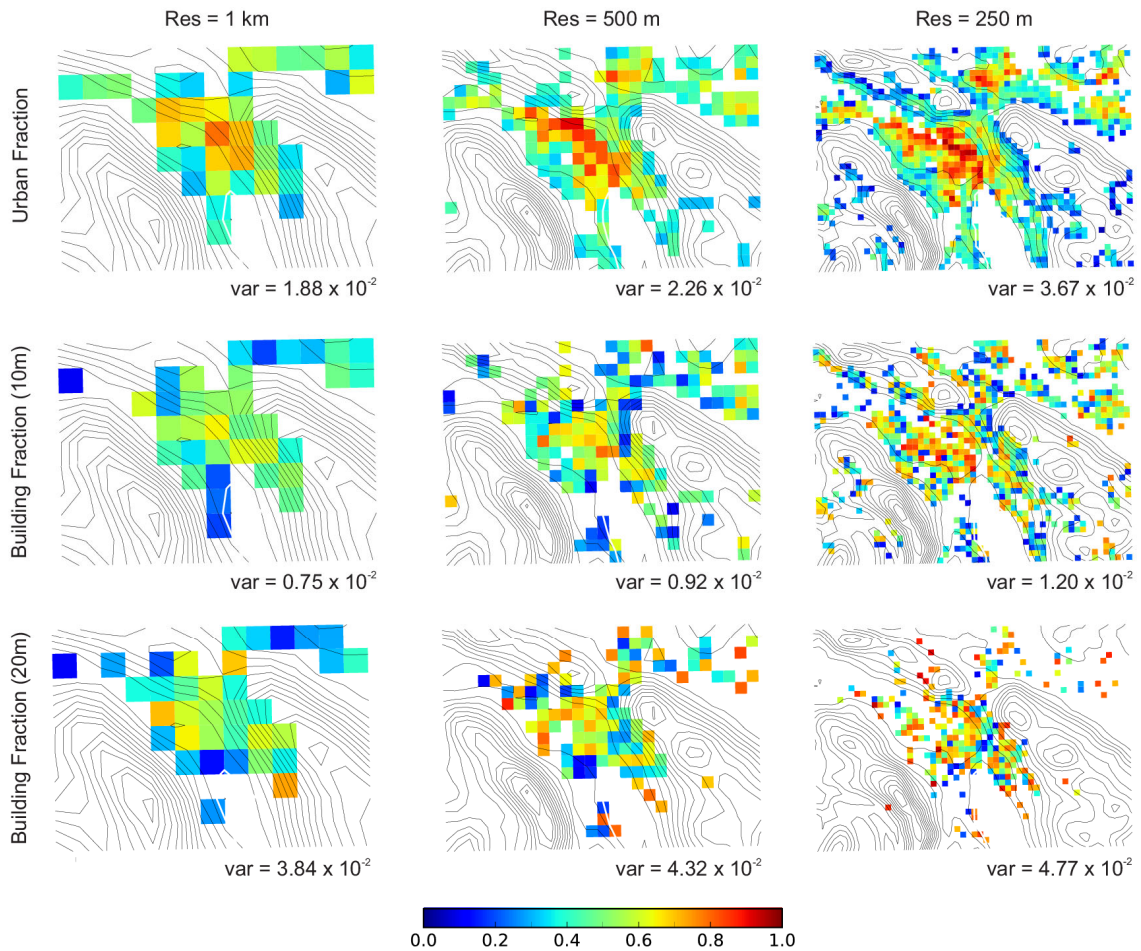 Res = 1 km
Res = 500 m
Res = 250 m
Urban Fraction
var = 1.88 x 10⁻²
var = 2.26 x 10⁻²
var = 3.67 x 10⁻²
Building Fraction (10m)
var = 0.75 x 10⁻²
var = 0.92 x 10⁻²
var = 1.20 x 10⁻²
Building Fraction (20m)
var = 3.84 x 10⁻²
var = 4.32 x 10⁻²
var = 4.77 x 10⁻²
0.0 0.2 0.4 0.6 0.8 1.0